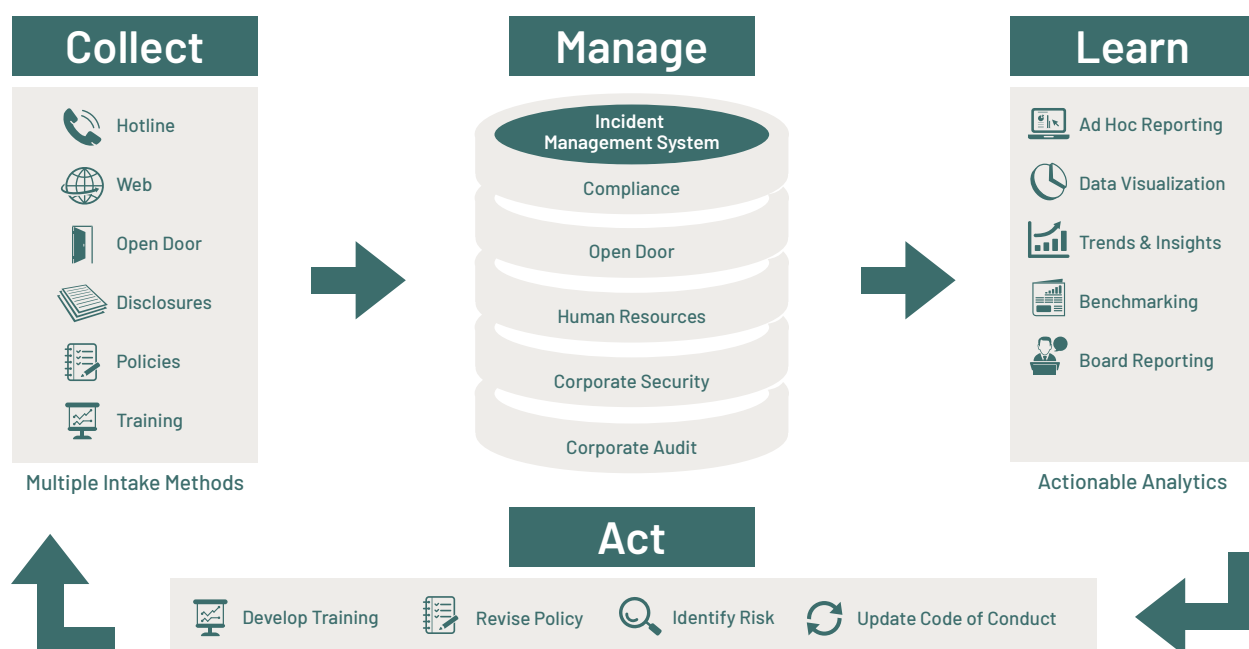 Collect
Hotline
Web
Open Door
Disclosures
Policies
Training
Multiple Intake Methods
Manage
Incident
Management System
Compliance
Open Door
Human Resources
Corporate Security
Corporate Audit
Learn
Ad Hoc Reporting
Data Visualization
Trends & Insights
Benchmarking
Board Reporting
Actionable Analytics
Act
Develop Training
Revise Policy
Identify Risk
Update Code of Conduct